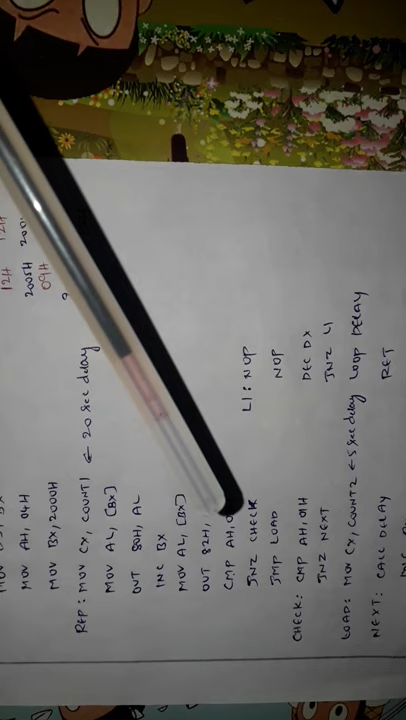 MOV AH, 04H
MOV BX, 2000H
REP: MOV CX, COUNT1 ← 20 sec delay
MOV AL, [BX]
OUT 80H, AL
INC BX
MOV AL, [BX]
OUT 82H,
CMP AH,
JNZ CHECK
JMP LOAD
CHECK: CMP AH, 01H
JNZ NEXT
LOAD: MOV CX, COUNT2 ← 5 sec delay
NEXT: CALL DELAY
12H
2005H
09H
L1: NOP
NOP
DEC DX
JNZ L1
LOOP DELAY
RET